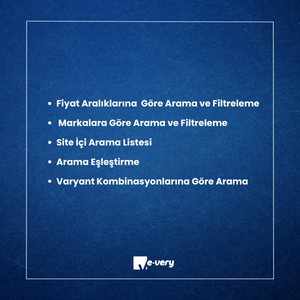 • Fiyat Aralıklarına Göre Arama ve Filtreleme
• Markalara Göre Arama ve Filtreleme
• Site İçi Arama Listesi
• Arama Eşleştirme
• Varyant Kombinasyonlarına Göre Arama
e-very